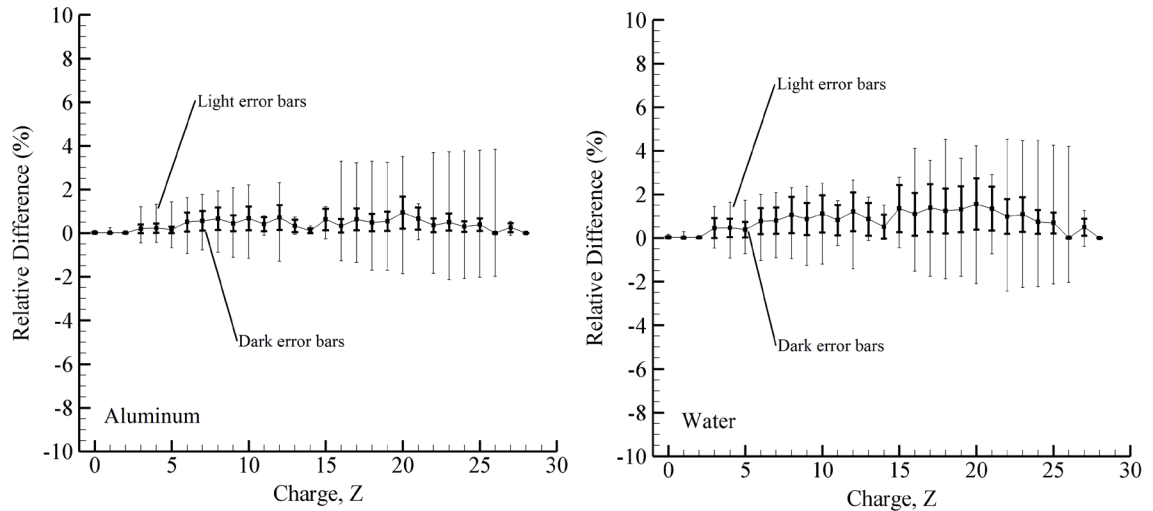 10
8
6
4
2
0
-2
-4
-6
-8
-10
Relative Difference (%)
Light error bars
Dark error bars
Aluminum
0 5 10 15 20 25 30
Charge, Z
10
8
6
4
2
0
-2
-4
-6
-8
-10
Relative Difference (%)
Light error bars
Dark error bars
Water
0 5 10 15 20 25 30
Charge, Z